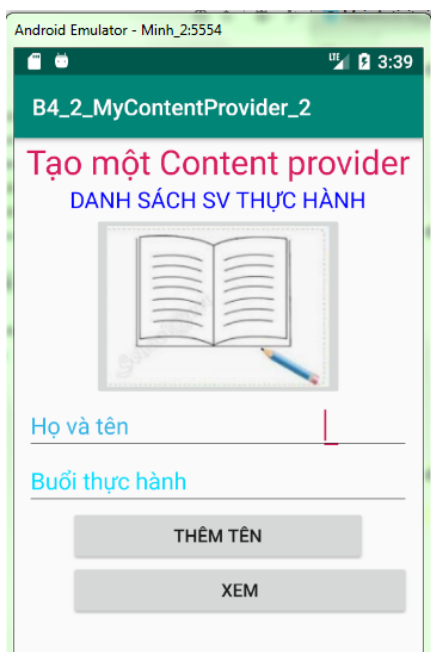 Android Emulator - Minh_2:5554
LTE 3:39
B4_2_MyContentProvider_2
Tạo một Content provider
DANH SÁCH SV THỰC HÀNH
Họ và tên
Buổi thực hành
THÊM TÊN
XEM